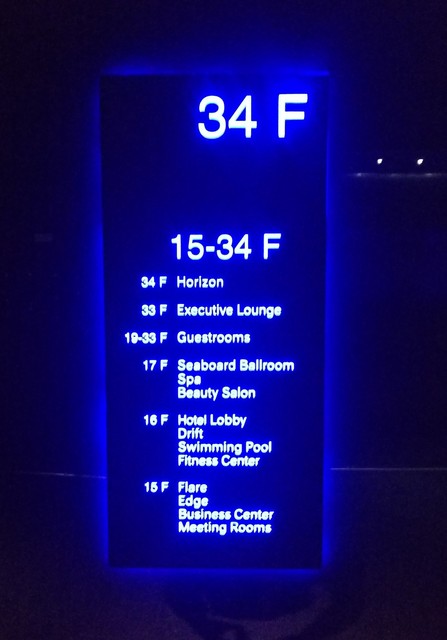 34 F
15-34 F
34 F Horizon
33 F Executive Lounge
19-33 F Guestrooms
17 F Seaboard Ballroom
Spa
Beauty Salon
16 F Hotel Lobby
Drift
Swimming Pool
Fitness Center
15 F Flare
Edge
Business Center
Meeting Rooms